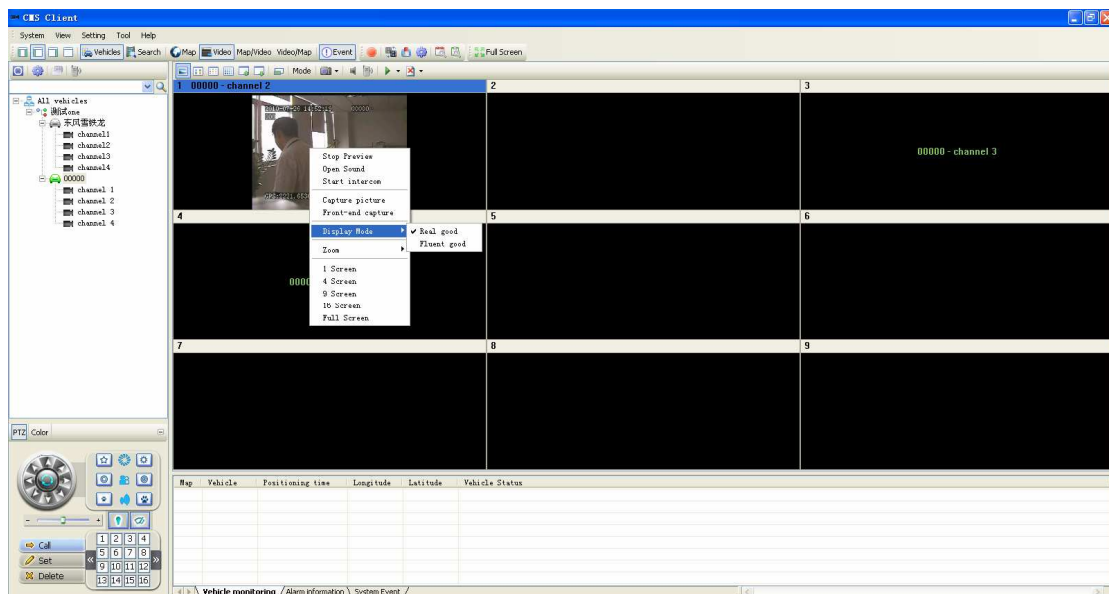 CMS Client
System View Setting Tool Help
Vehicles Search Map Video Map/Video Video/Map Event Full Screen
Mode
1 00000 - channel 2
2
3
All vehicles
测试one
东风雪铁龙
channel1
channel2
channel3
channel4
00000
channel 1
channel 2
channel 3
channel 4
00000
00000 - channel 3
Stop Preview
Open Sound
Start intercom
Capture picture
Front-end capture
Display Mode
Real good
Fluent good
Zoom
1 Screen
4 Screen
9 Screen
16 Screen
Full Screen
4
5
6
7
8
9
PTZ Color
Call
Set
Delete
1 2 3 4
5 6 7 8
9 10 11 12
13 14 15 16
Map Vehicle Positioning time Longitude Latitude Vehicle Status
Vehicle monitoring Alarm information System Event